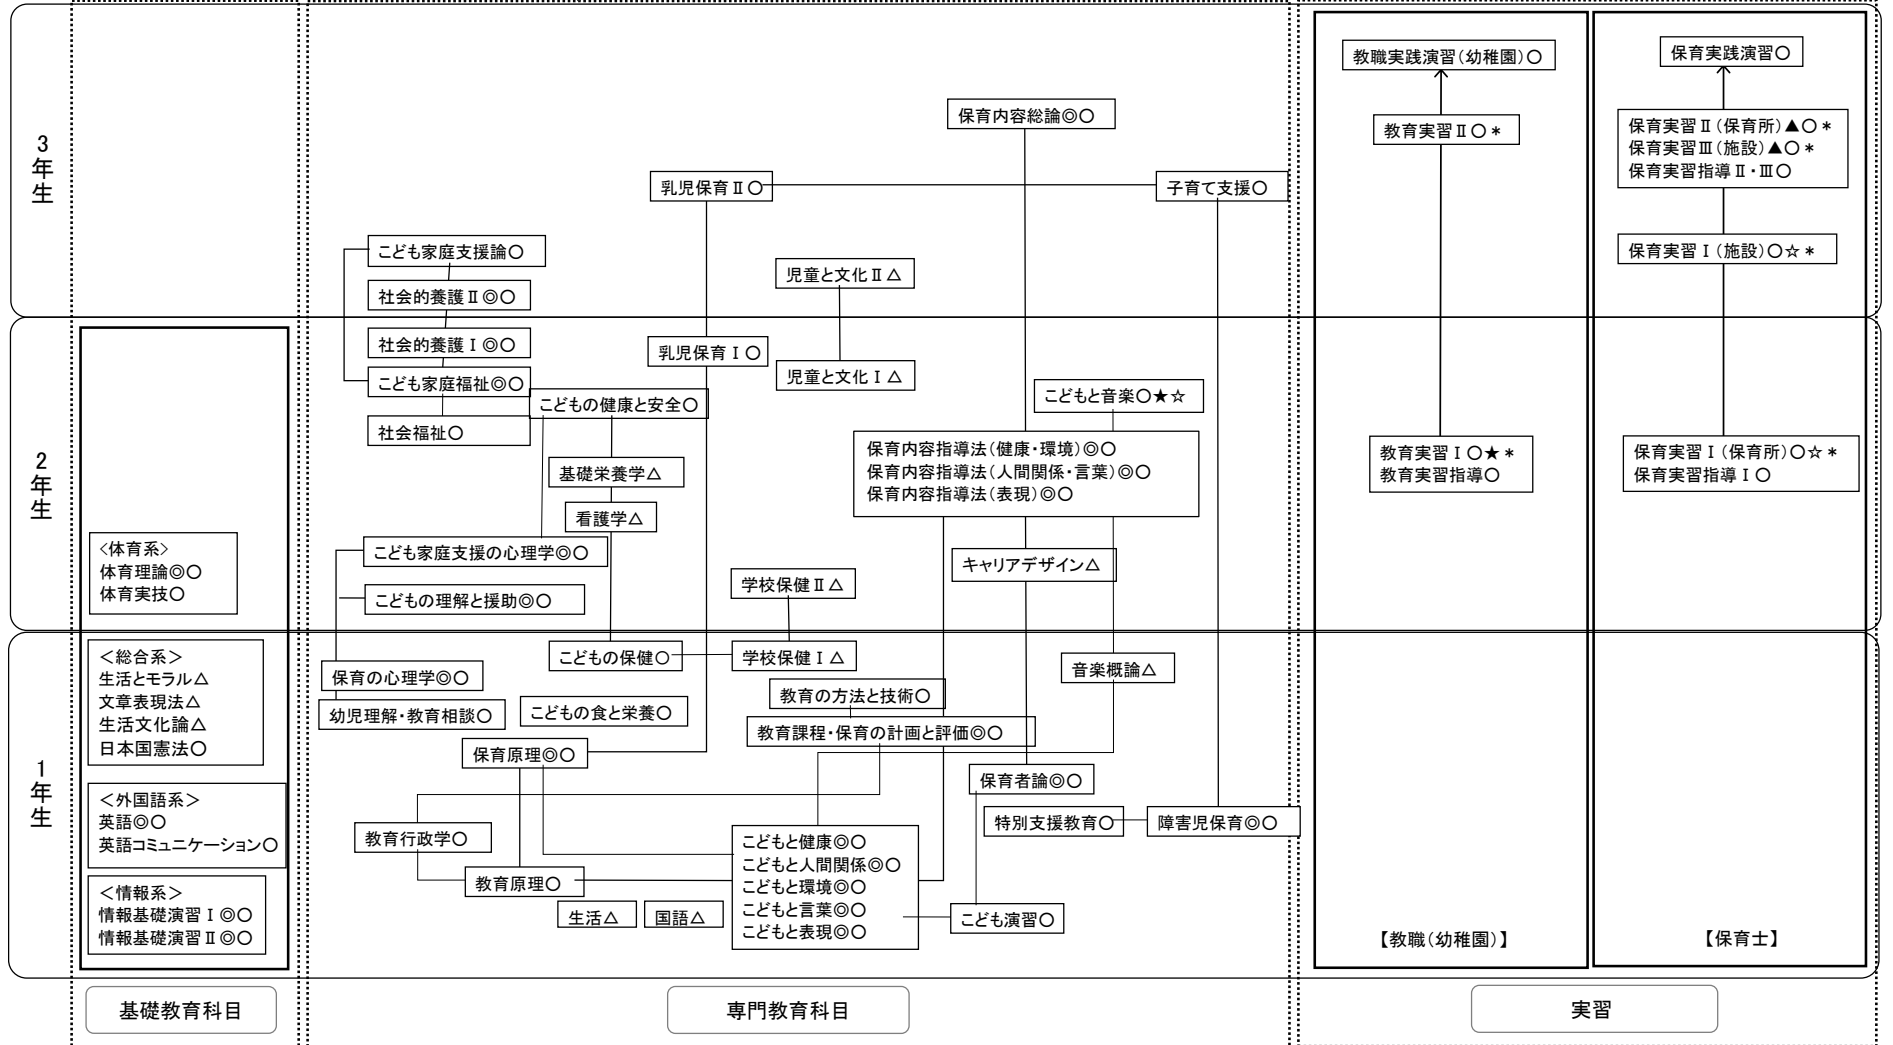 3年生
教職実践演習(幼稚園)○
保育実践演習○
保育内容総論◎○
教育実習Ⅱ○*
保育実習Ⅱ(保育所)▲○*
保育実習Ⅲ(施設)▲○*
保育実習指導Ⅱ・Ⅲ○
乳児保育Ⅱ○
子育て支援○
こども家庭支援論○
保育実習Ⅰ(施設)○☆*
児童と文化Ⅱ△
社会的養護Ⅱ◎○
2年生
社会的養護Ⅰ◎○
乳児保育Ⅰ○
児童と文化Ⅰ△
こども家庭福祉◎○
こどもの健康と安全○
こどもと音楽○★☆
社会福祉○
保育内容指導法(健康・環境)◎○
保育内容指導法(人間関係・言葉)◎○
保育内容指導法(表現)◎○
教育実習Ⅰ○★*
教育実習指導○
保育実習Ⅰ(保育所)○☆*
保育実習指導Ⅰ○
基礎栄養学△
看護学△
<体育系>
体育理論◎○
体育実技○
こども家庭支援の心理学◎○
キャリアデザイン△
学校保健Ⅱ△
こどもの理解と援助◎○
1年生
<総合系>
生活とモラル△
文章表現法△
生活文化論△
日本国憲法○
こどもの保健○
学校保健Ⅰ△
音楽概論△
保育の心理学◎○
教育の方法と技術○
幼児理解・教育相談○
こどもの食と栄養○
教育課程・保育の計画と評価◎○
保育原理◎○
保育者論◎○
<外国語系>
英語◎○
英語コミュニケーション○
特別支援教育○
障害児保育◎○
教育行政学○
こどもと健康◎○
こどもと人間関係◎○
こどもと環境◎○
こどもと言葉◎○
こどもと表現◎○
教育原理○
<情報系>
情報基礎演習Ⅰ◎○
情報基礎演習Ⅱ◎○
生活△
国語△
こども演習○
【教職(幼稚園)】
【保育士】
基礎教育科目
専門教育科目
実習